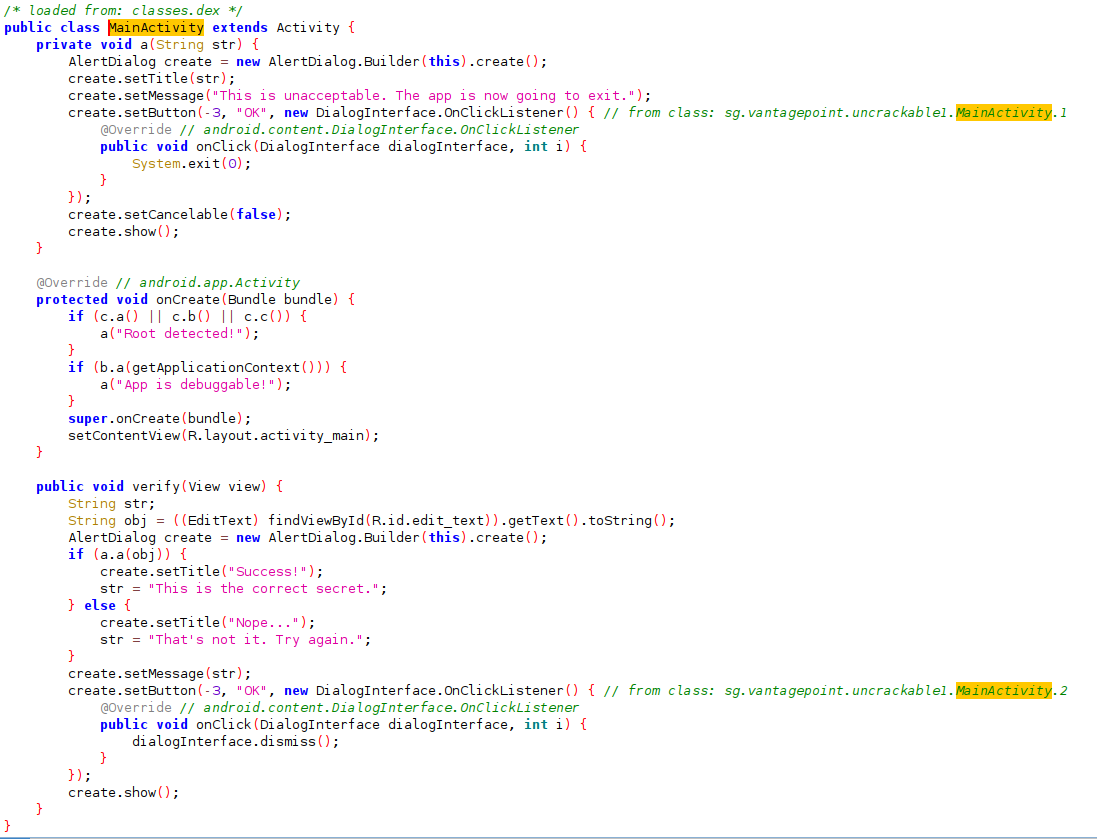 /* loaded from: classes.dex */
public class MainActivity extends Activity {
    private void a(String str) {
        AlertDialog create = new AlertDialog.Builder(this).create();
        create.setTitle(str);
        create.setMessage("This is unacceptable. The app is now going to exit.");
        create.setButton(-3, "OK", new DialogInterface.OnClickListener() { // from class: sg.vantagepoint.uncrackable1.MainActivity.1
            @Override // android.content.DialogInterface.OnClickListener
            public void onClick(DialogInterface dialogInterface, int i) {
                System.exit(0);
            }
        });
        create.setCancelable(false);
        create.show();
    }

    @Override // android.app.Activity
    protected void onCreate(Bundle bundle) {
        if (c.a() || c.b() || c.c()) {
            a("Root detected!");
        }
        if (b.a(getApplicationContext())) {
            a("App is debuggable!");
        }
        super.onCreate(bundle);
        setContentView(R.layout.activity_main);
    }

    public void verify(View view) {
        String str;
        String obj = ((EditText) findViewById(R.id.edit_text)).getText().toString();
        AlertDialog create = new AlertDialog.Builder(this).create();
        if (a.a(obj)) {
            create.setTitle("Success!");
            str = "This is the correct secret.";
        } else {
            create.setTitle("Nope...");
            str = "That's not it. Try again.";
        }
        create.setMessage(str);
        create.setButton(-3, "OK", new DialogInterface.OnClickListener() { // from class: sg.vantagepoint.uncrackable1.MainActivity.2
            @Override // android.content.DialogInterface.OnClickListener
            public void onClick(DialogInterface dialogInterface, int i) {
                dialogInterface.dismiss();
            }
        });
        create.show();
    }
}